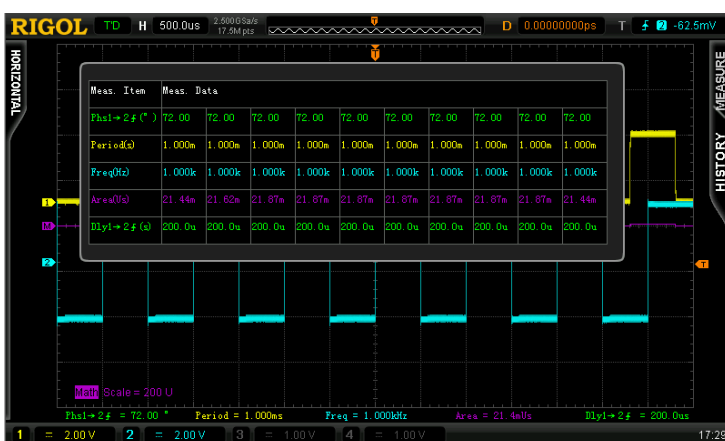 RIGOL T'D H 500.0us 2.500GSa/s 17.5M pts D 0.00000000ps T 2 -62.5mV
HORIZONTAL
MEASURE
HISTORY
Meas. Item Meas. Data
Phs1→2 (°) 72.00 72.00 72.00 72.00 72.00 72.00 72.00 72.00 72.00 72.00
Period(s) 1.000m 1.000m 1.000m 1.000m 1.000m 1.000m 1.000m 1.000m 1.000m 1.000m
Freq(Hz) 1.000k 1.000k 1.000k 1.000k 1.000k 1.000k 1.000k 1.000k 1.000k 1.000k
Area(Vs) 21.44m 21.62m 21.87m 21.87m 21.87m 21.87m 21.87m 21.87m 21.87m 21.44m
Dly1→2 (s) 200.0u 200.0u 200.0u 200.0u 200.0u 200.0u 200.0u 200.0u 200.0u 200.0u
1
M
2
T
Math Scale = 200 U
Phs1→2 = 72.00 ° Period = 1.000ms Freq = 1.000kHz Area = 21.4mVs Dly1→2 = 200.0us
1 = 2.00 V 2 = 2.00 V 3 = 1.00 V 4 = 1.00 V 17:29